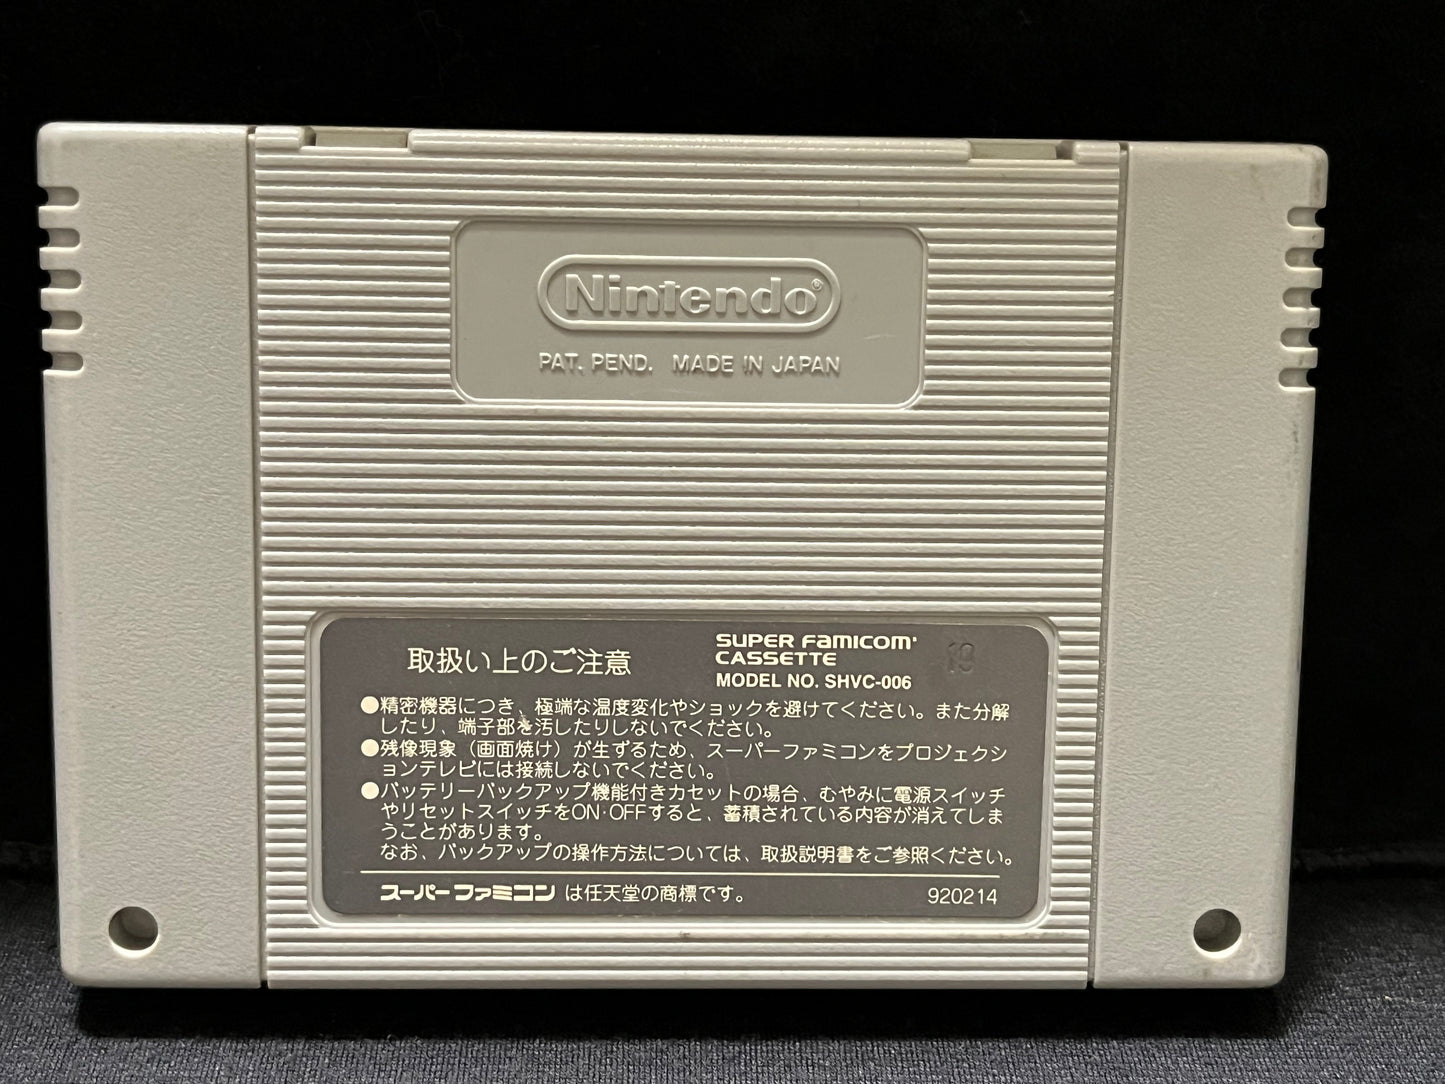 Nintendo®
PAT. PEND. MADE IN JAPAN
取扱い上のご注意
SUPER FAMICOM
CASSETTE
MODEL NO. SHVC-006
19
●精密機器につき、極端な温度変化やショックを避けてください。また分解
したり、端子部を汚したりしないでください。
●残像現象（画面焼け）が生ずるため、スーパーファミコンをプロジェクシ
ョンテレビには接続しないでください。
●バッテリーバックアップ機能付きカセットの場合、むやみに電源スイッチ
やリセットスイッチをON·OFFすると、蓄積されている内容が消えてしま
うことがあります。
なお、バックアップの操作方法については、取扱説明書をご参照ください。
スーパーファミコン は任天堂の商標です。
920214